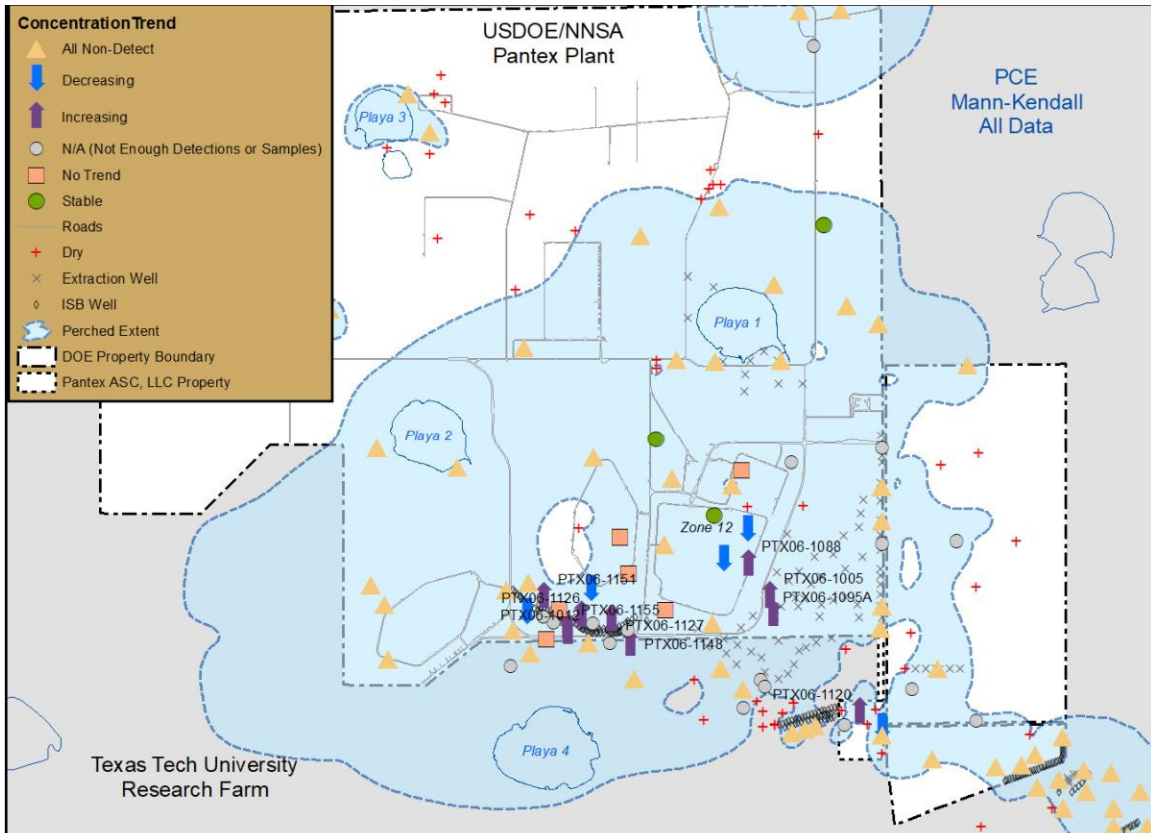 ConcentrationTrend
All Non-Detect
Decreasing
Increasing
N/A (Not Enough Detections or Samples)
No Trend
Stable
Roads
Dry
Extraction Well
ISB Well
Perched Extent
DOE Property Boundary
Pantex ASC, LLC Property
USDOE/NNSA
Pantex Plant
PCE
Mann-Kendall
All Data
Playa 3
Playa 1
Playa 2
Zone 12
PTX06-1088
PTX06-1151
PTX06-1005
PTX06-1126
PTX06-1095A
PTX06-1155
PTX06-1012
PTX06-1127
PTX06-1148
PTX06-1120
Playa 4
Texas Tech University
Research Farm